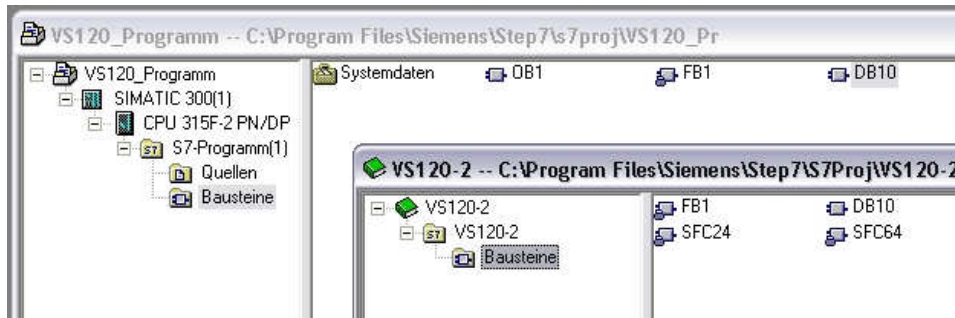 VS120_Programm -- C:\Program Files\Siemens\Step7\s7proj\VS120_Pr
VS120_Programm
SIMATIC 300(1)
CPU 315F-2 PN/DP
S7-Programm(1)
Quellen
Bausteine
Systemdaten OB1 FB1 DB10
VS120-2 -- C:\Program Files\Siemens\Step7\S7Proj\VS120-2
VS120-2
VS120-2
Bausteine
FB1 DB10
SFC24 SFC64